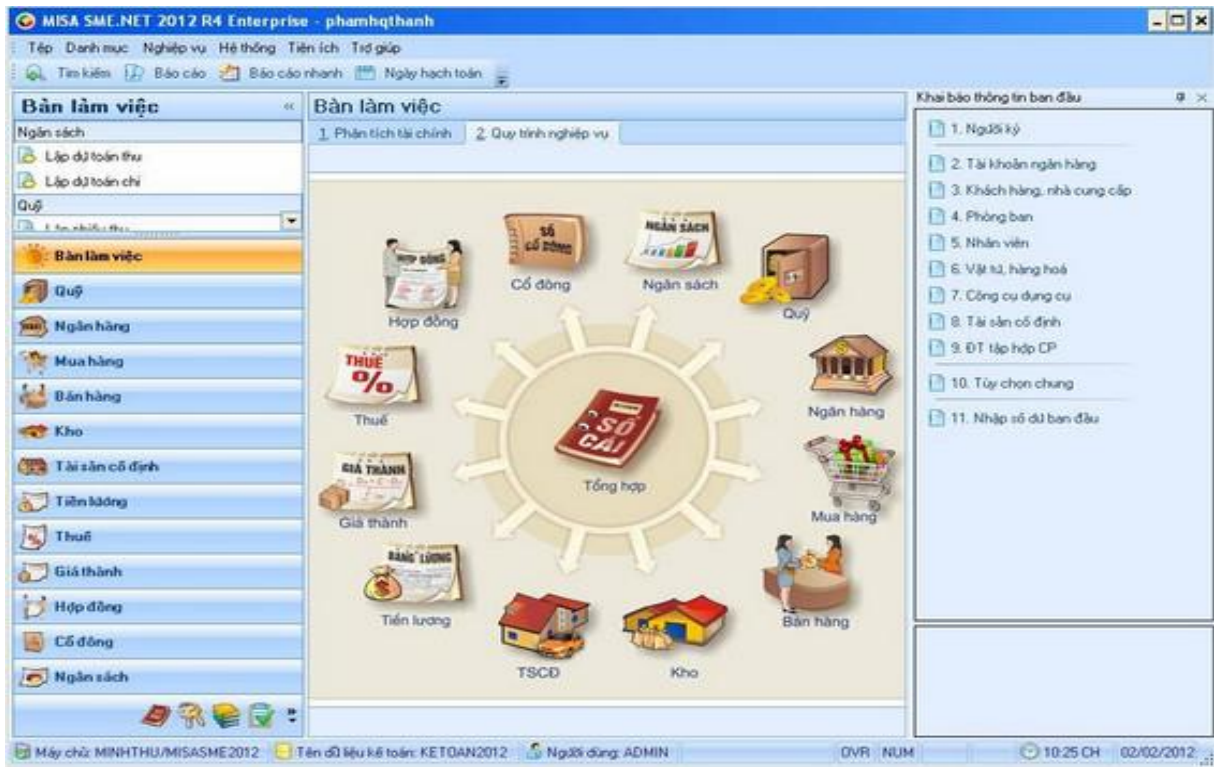 MISA SME.NET 2012 R4 Enterprise - phamhqthanh
Tệp Danh mục Nghiệp vụ Hệ thống Tiện ích Trợ giúp
Tìm kiếm Báo cáo Báo cáo nhanh Ngày hạch toán
Bàn làm việc «
Ngân sách
Lập dự toán thu
Lập dự toán chi
Quỹ
Lập phiếu thu
Bàn làm việc
Quỹ
Ngân hàng
Mua hàng
Bán hàng
Kho
Tài sản cố định
Tiền lương
Thuế
Giá thành
Hợp đồng
Cổ đông
Ngân sách
Bàn làm việc
1. Phân tích tài chính 2. Quy trình nghiệp vụ
HỢP ĐỒNG
Hợp đồng
SỔ
CỔ ĐÔNG
Cổ đông
NGÂN SÁCH
Ngân sách
Quỹ
Ngân hàng
Mua hàng
Bán hàng
Kho
TSCĐ
BẢNG LƯƠNG
Tiền lương
GIÁ THÀNH
Giá thành
THUẾ
%
Thuế
SỔ
CÁI
Tổng hợp
Khai báo thông tin ban đầu
1. Người ký
2. Tài khoản ngân hàng
3. Khách hàng, nhà cung cấp
4. Phòng ban
5. Nhân viên
6. Vật tư, hàng hoá
7. Công cụ dụng cụ
8. Tài sản cố định
9. ĐT tập hợp CP
10. Tùy chọn chung
11. Nhập số dư ban đầu
Máy chủ: MINHTHU/MISASME2012 Tên dữ liệu kế toán: KETOAN2012 Người dùng: ADMIN OVR NUM 10:25 CH 02/02/2012